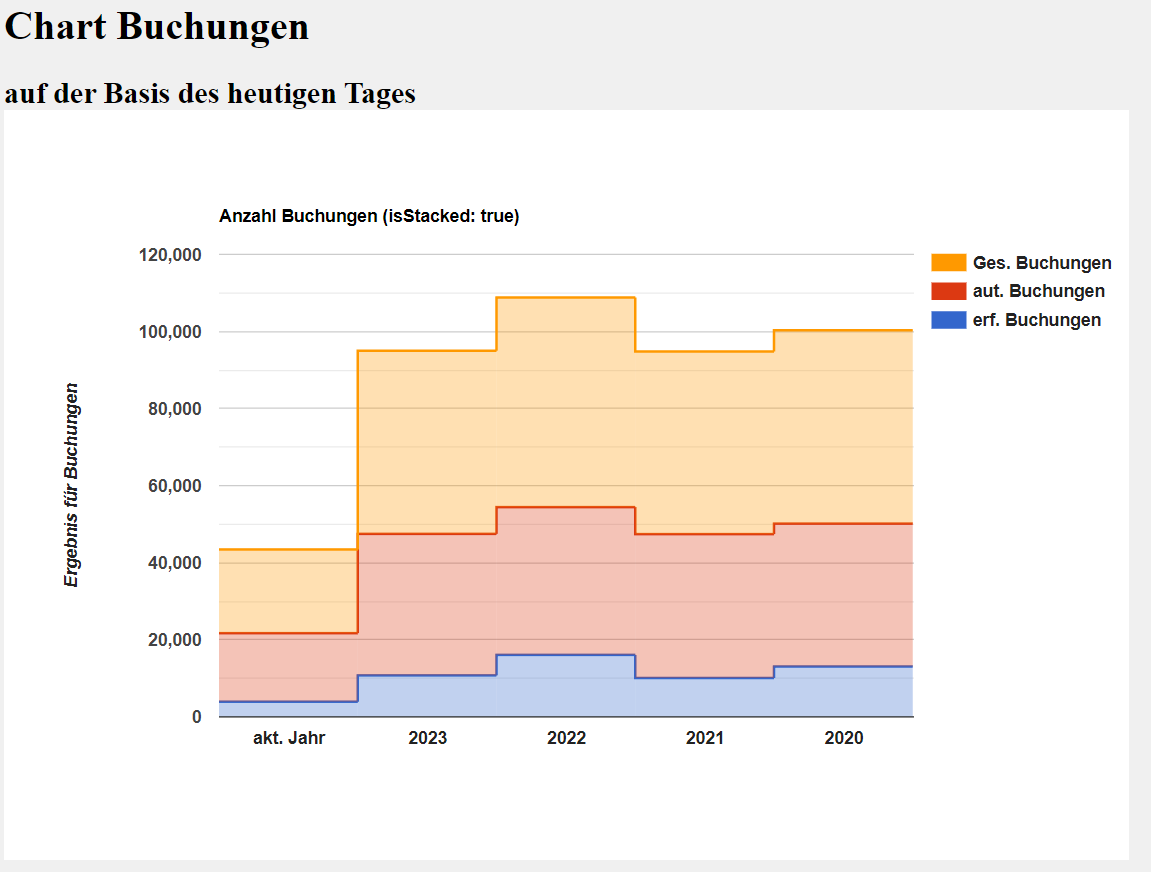 Chart Buchungen
auf der Basis des heutigen Tages
Anzahl Buchungen (isStacked: true)
120,000
100,000
80,000
60,000
40,000
20,000
0
Ergebnis für Buchungen
akt. Jahr 2023 2022 2021 2020
Ges. Buchungen
aut. Buchungen
erf. Buchungen